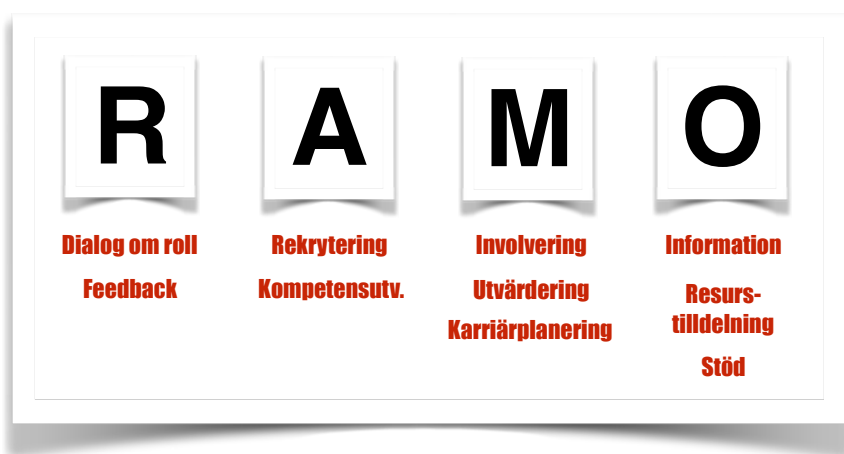 R A M O
Dialog om roll
Feedback
Rekrytering
Kompetensutv.
Involvering
Utvärdering
Karriärplanering
Information
Resurs-
tilldelning
Stöd